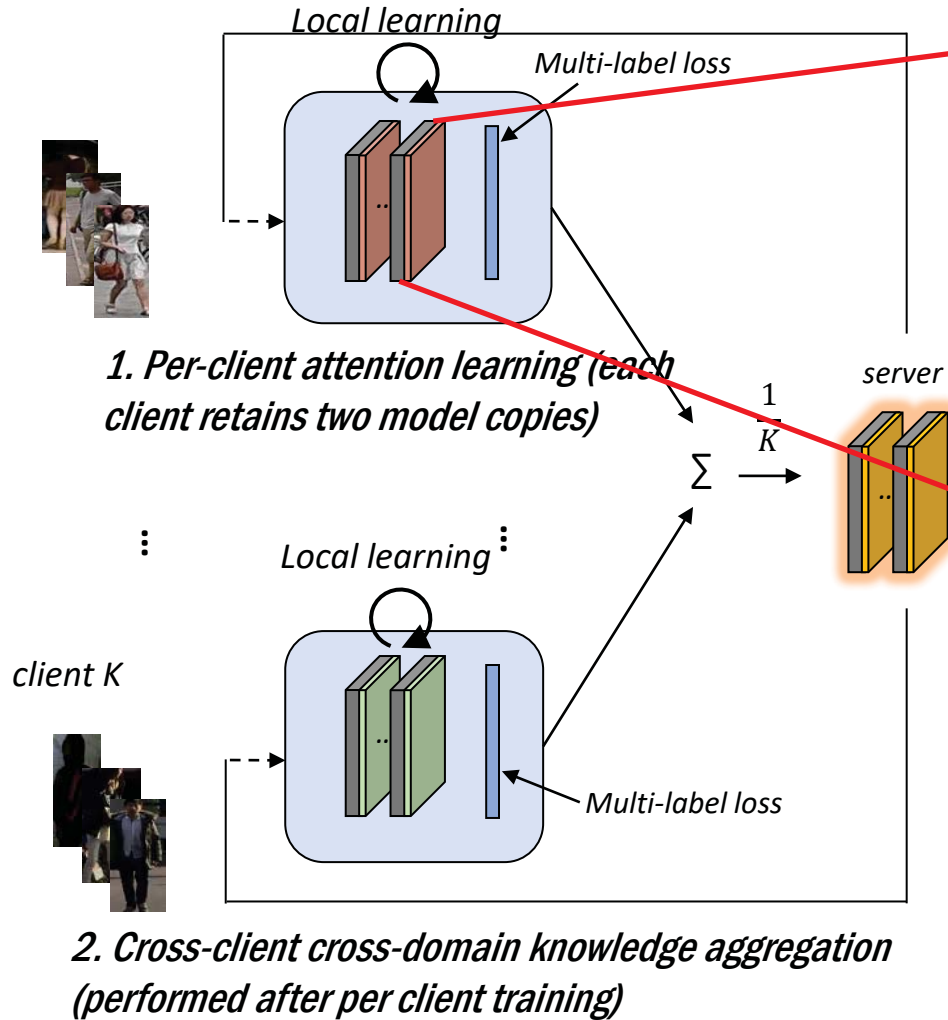 Local learning
Multi-label loss
..
1. Per-client attention learning (each
client retains two model copies)
server
1
K
Σ
..
⋮
⋮
Local learning
client K
..
Multi-label loss
2. Cross-client cross-domain knowledge aggregation
(performed after per client training)